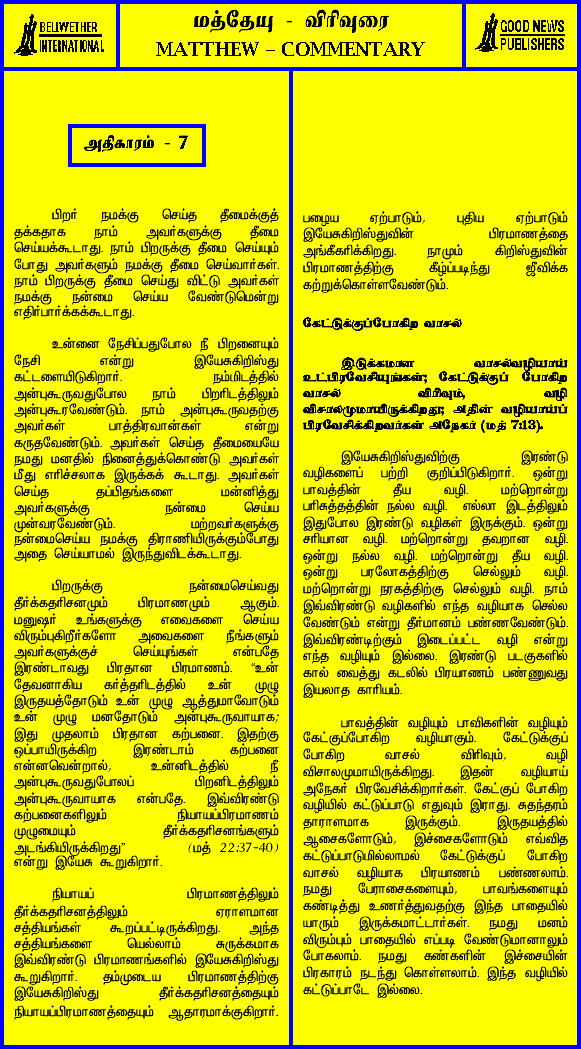 BELLWETHER
INTERNATIONAL
மத்தேயு - விரிவுரை
MATTHEW – COMMENTARY
GOOD NEWS
PUBLISHERS
அதிகாரம் - 7
பிறர் நமக்கு செய்த தீமைக்குத்
தக்கதாக நாம் அவர்களுக்கு தீமை
செய்யக்கூடாது. நாம் பிறருக்கு தீமை செய்யும்
போது அவர்களும் நமக்கு தீமை செய்வார்கள்.
நாம் பிறருக்கு தீமை செய்து விட்டு அவர்கள்
நமக்கு நன்மை செய்ய வேண்டுமென்று
எதிர்பார்க்கக்கூடாது.
உன்னை நேசிப்பதுபோல நீ பிறனையும்
நேசி என்று இயேசுகிறிஸ்து
கட்டளையிடுகிறார். நம்மிடத்தில்
அன்புகூருவதுபோல நாம் பிறரிடத்திலும்
அன்புகூரவேண்டும். நாம் அன்புகூருவதற்கு
அவர்கள் பாத்திரவான்கள் என்று
கருதவேண்டும். அவர்கள் செய்த தீமையையே
நமது மனதில் நினைத்துக்கொண்டு அவர்கள்
மீது எரிச்சலாக இருக்கக் கூடாது. அவர்கள்
செய்த தப்பிதங்களை மன்னித்து
அவர்களுக்கு நன்மை செய்ய
முன்வரவேண்டும். மற்றவர்களுக்கு
நன்மைசெய்ய நமக்கு திராணியிருக்கும்போது
அதை செய்யாமல் இருந்துவிடக்கூடாது.
பிறருக்கு நன்மைசெய்வது
தீர்க்கதரிசனமும் பிரமாணமும் ஆகும்.
மனுஷர் உங்களுக்கு எவைகளை செய்ய
விரும்புகிறீர்களோ அவைகளை நீங்களும்
அவர்களுக்குச் செய்யுங்கள் என்பதே
இரண்டாவது பிரதான பிரமாணம். "உன்
தேவனாகிய கர்த்தரிடத்தில் உன் முழு
இருதயத்தோடும் உன் முழு ஆத்துமாவோடும்
உன் முழு மனதோடும் அன்புகூருவாயாக;
இது முதலாம் பிரதான கற்பனை. இதற்கு
ஒப்பாயிருக்கிற இரண்டாம் கற்பனை
என்னவென்றால், உன்னிடத்தில் நீ
அன்புகூருவதுபோலப் பிறனிடத்திலும்
அன்புகூருவாயாக என்பதே. இவ்விரண்டு
கற்பனைகளிலும் நியாயப்பிரமாணம்
முழுமையும் தீர்க்கதரிசனங்களும்
அடங்கியிருக்கிறது" (மத் 22:37-40)
என்று இயேசு கூறுகிறார்.
நியாயப் பிரமாணத்திலும்
தீர்க்கதரிசனத்திலும் ஏராளமான
சத்தியங்கள் கூறப்பட்டிருக்கிறது. அந்த
சத்தியங்களை யெல்லாம் சுருக்கமாக
இவ்விரண்டு பிரமாணங்களில் இயேசுகிறிஸ்து
கூறுகிறார். தம்முடைய பிரமாணத்திற்கு
இயேசுகிறிஸ்து தீர்க்கதரிசனத்தையும்
நியாயப்பிரமாணத்தையும் ஆதாரமாக்குகிறார்.
பழைய ஏற்பாடும், புதிய ஏற்பாடும்
இயேசுகிறிஸ்துவின் பிரமாணத்தை
அங்கீகரிக்கிறது. நாமும் கிறிஸ்துவின்
பிரமாணத்திற்கு கீழ்ப்படிந்து ஜீவிக்க
கற்றுக்கொள்ளவேண்டும்.
கேட்டுக்குப்போகிற வாசல்
இடுக்கமான வாசல்வழியாய்
உட்பிரவேசியுங்கள்; கேட்டுக்குப் போகிற
வாசல் விரிவும், வழி
விசாலமுமாயிருக்கிறது; அதின் வழியாய்ப்
பிரவேசிக்கிறவர்கள் அநேகர் (மத் 7:13).
இயேசுகிறிஸ்துவிற்கு இரண்டு
வழிகளைப் பற்றி குறிப்பிடுகிறார். ஒன்று
பாவத்தின் தீய வழி. மற்றொன்று
பரிசுத்தத்தின் நல்ல வழி. எல்லா இடத்திலும்
இதுபோல இரண்டு வழிகள் இருக்கும். ஒன்று
சரியான வழி. மற்றொன்று தவறான வழி.
ஒன்று நல்ல வழி. மற்றொன்று தீய வழி.
ஒன்று பரலோகத்திற்கு செல்லும் வழி.
மற்றொன்று நரகத்திற்கு செல்லும் வழி. நாம்
இவ்விரண்டு வழிகளில் எந்த வழியாக செல்ல
வேண்டும் என்று தீர்மானம் பண்ணவேண்டும்.
இவ்விரண்டிற்கும் இடைப்பட்ட வழி என்று
எந்த வழியும் இல்லை. இரண்டு படகுகளில்
கால் வைத்து கடலில் பிரயாணம் பண்ணுவது
இயலாத காரியம்.
பாவத்தின் வழியும் பாவிகளின் வழியும்
கேட்குப்போகிற வழியாகும். கேட்டுக்குப்
போகிற வாசல் விரிவும், வழி
விசாலமுமாயிருக்கிறது. இதன் வழியாய்
அநேகர் பிரவேசிக்கிறார்கள். கேட்குப் போகிற
வழியில் கட்டுப்பாடு எதுவும் இராது. சுதந்தரம்
தாராளமாக இருக்கும். இருதயத்தில்
ஆசைகளோடும், இச்சைகளோடும் எவ்வித
கட்டுப்பாடுமில்லாமல் கேட்டுக்குப் போகிற
வாசல் வழியாக பிரயாணம் பண்ணலாம்.
நமது பேராசைகளையும், பாவங்களையும்
கண்டித்து உணர்த்துவதற்கு இந்த பாதையில்
யாரும் இருக்கமாட்டார்கள். நமது மனம்
விரும்பும் பாதையில் எப்படி வேண்டுமானாலும்
போகலாம். நமது கண்களின் இச்சையின்
பிரகாரம் நடந்து கொள்ளலாம். இந்த வழியில்
கட்டுப்பாடே இல்லை.